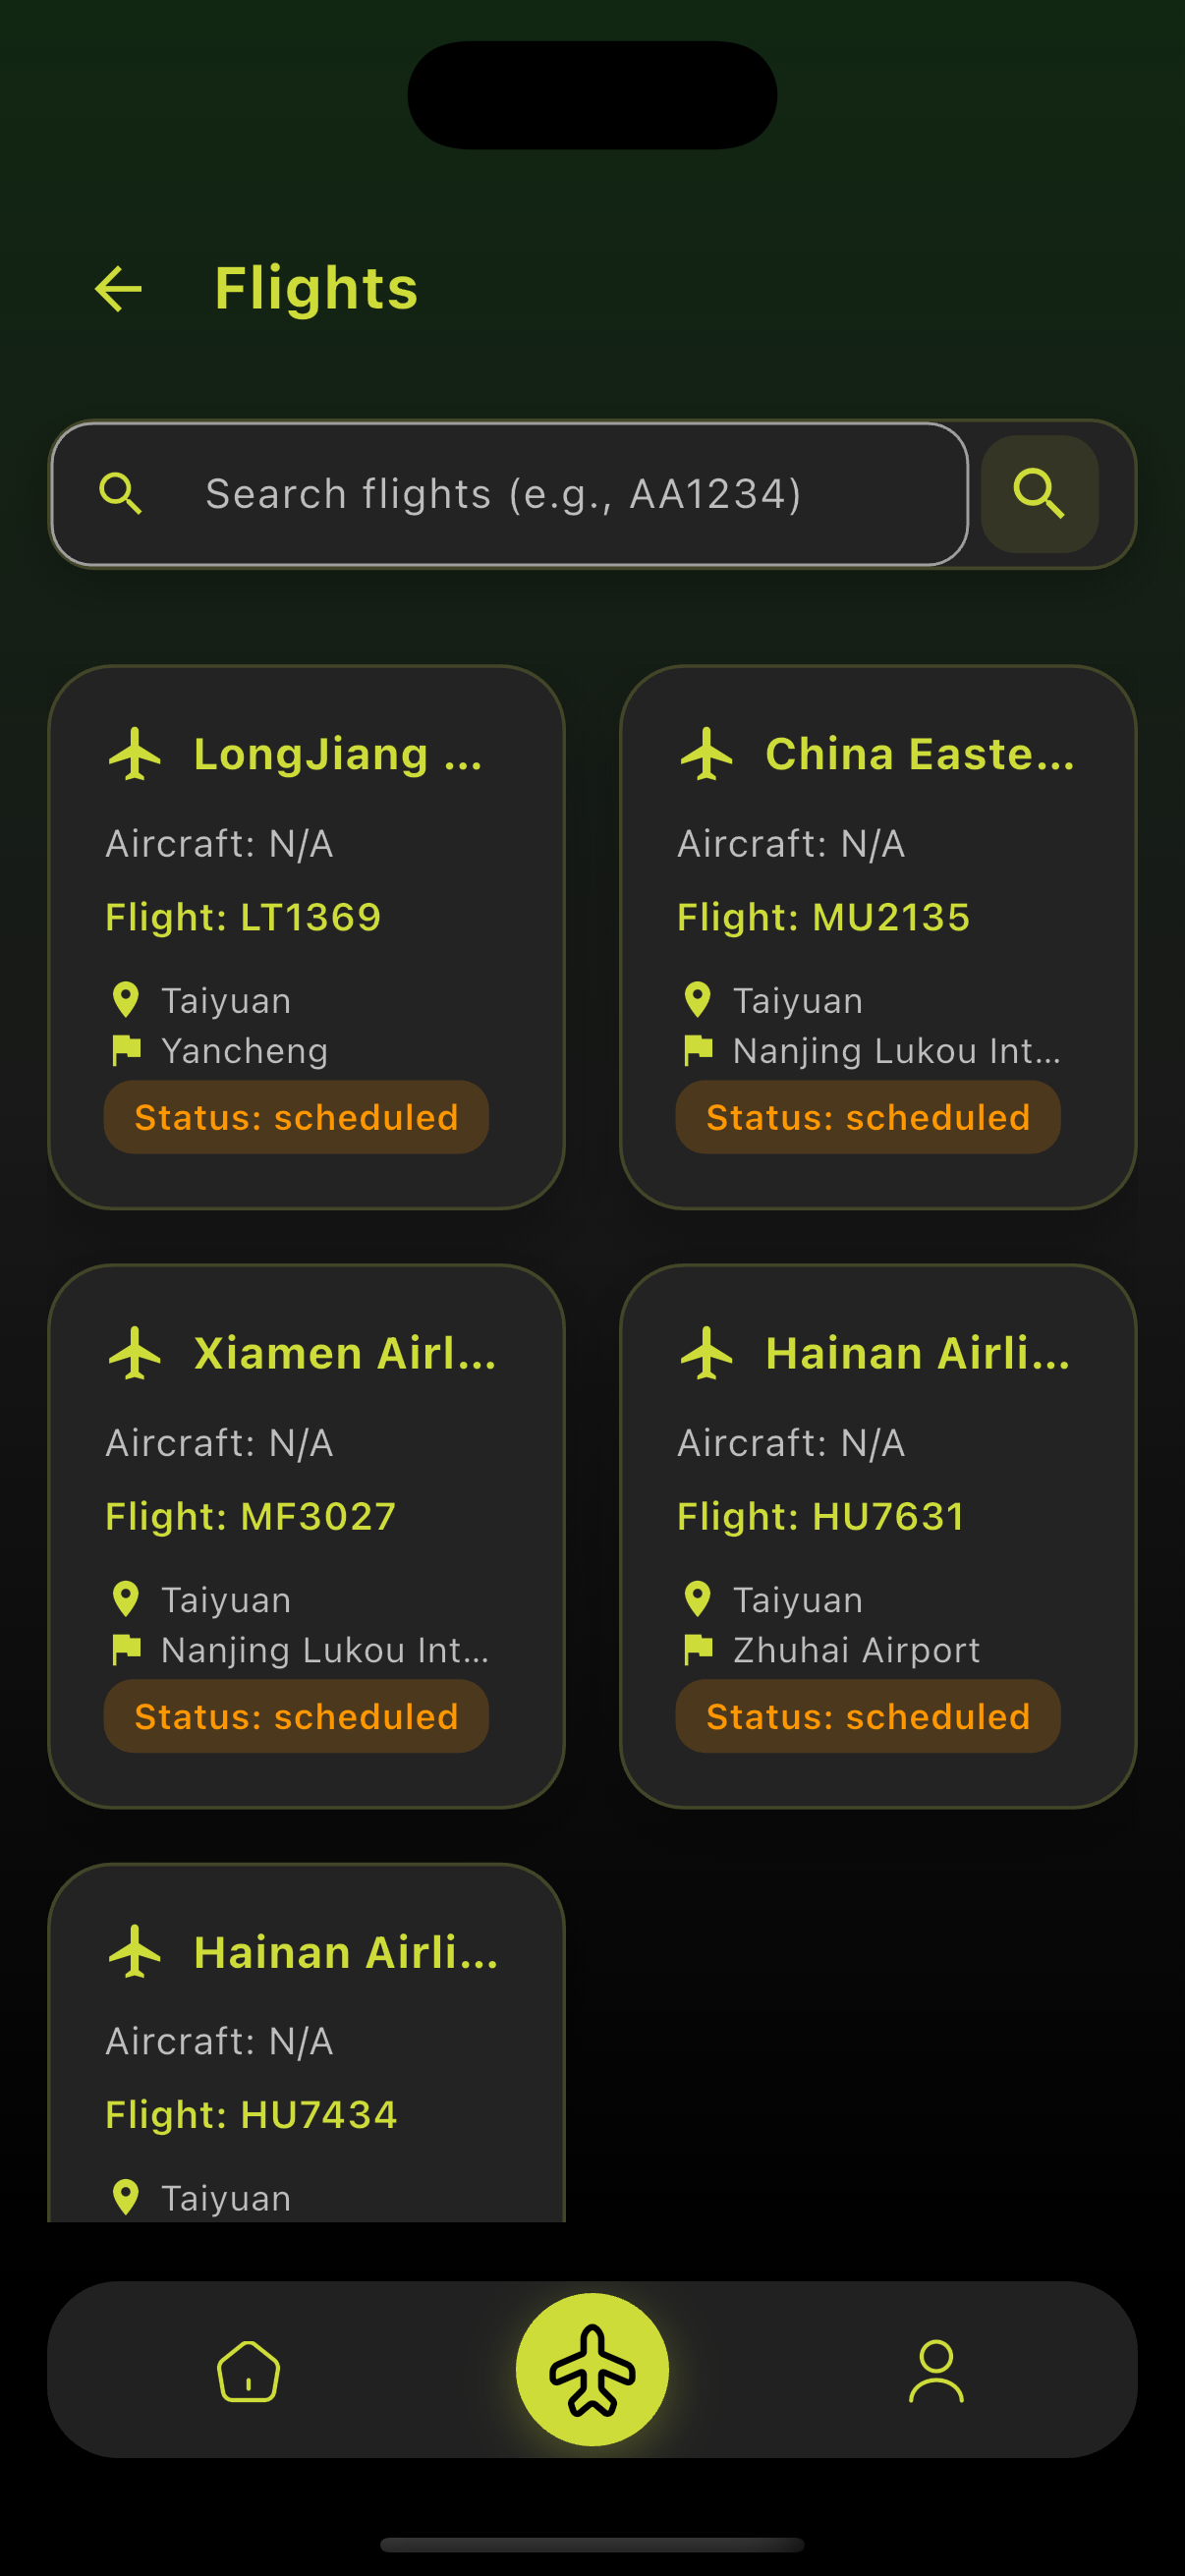 Flights
Search flights (e.g., AA1234)
LongJiang ...
Aircraft: N/A
Flight: LT1369
Taiyuan
Yancheng
Status: scheduled
China Easte...
Aircraft: N/A
Flight: MU2135
Taiyuan
Nanjing Lukou Int...
Status: scheduled
Xiamen Airl...
Aircraft: N/A
Flight: MF3027
Taiyuan
Nanjing Lukou Int...
Status: scheduled
Hainan Airli...
Aircraft: N/A
Flight: HU7631
Taiyuan
Zhuhai Airport
Status: scheduled
Hainan Airli...
Aircraft: N/A
Flight: HU7434
Taiyuan